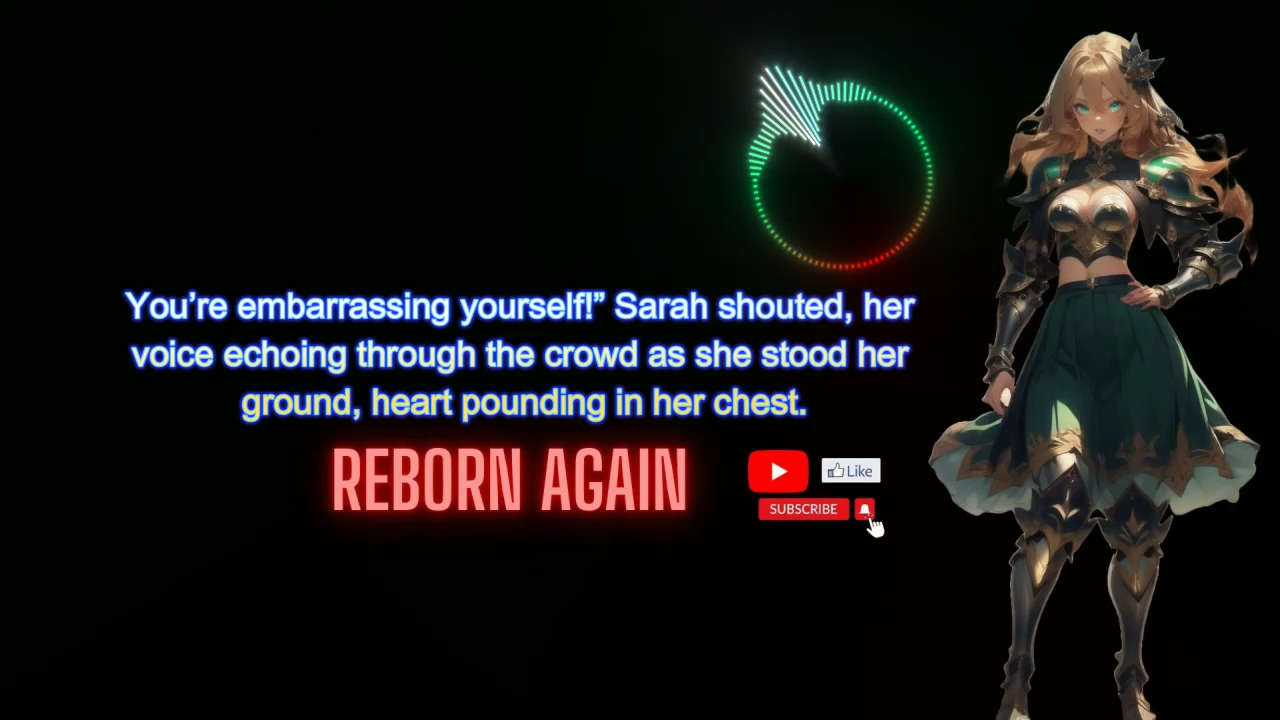 You’re embarrassing yourself!” Sarah shouted, her
voice echoing through the crowd as she stood her
ground, heart pounding in her chest.
REBORN AGAIN
Like
SUBSCRIBE